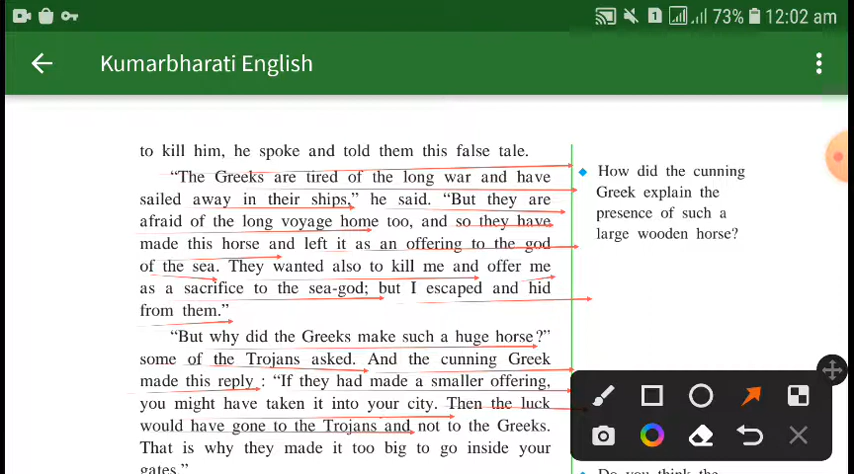 73% 12:02 am
Kumarbharati English
to kill him, he spoke and told them this false tale.
“The Greeks are tired of the long war and have
sailed away in their ships,” he said. “But they are
afraid of the long voyage home too, and so they have
made this horse and left it as an offering to the god
of the sea. They wanted also to kill me and offer me
as a sacrifice to the sea-god; but I escaped and hid
from them.”
“But why did the Greeks make such a huge horse?”
some of the Trojans asked. And the cunning Greek
made this reply : “If they had made a smaller offering,
you might have taken it into your city. Then the luck
would have gone to the Trojans and not to the Greeks.
That is why they made it too big to go inside your
gates.”
How did the cunning
Greek explain the
presence of such a
large wooden horse?
Do you think the